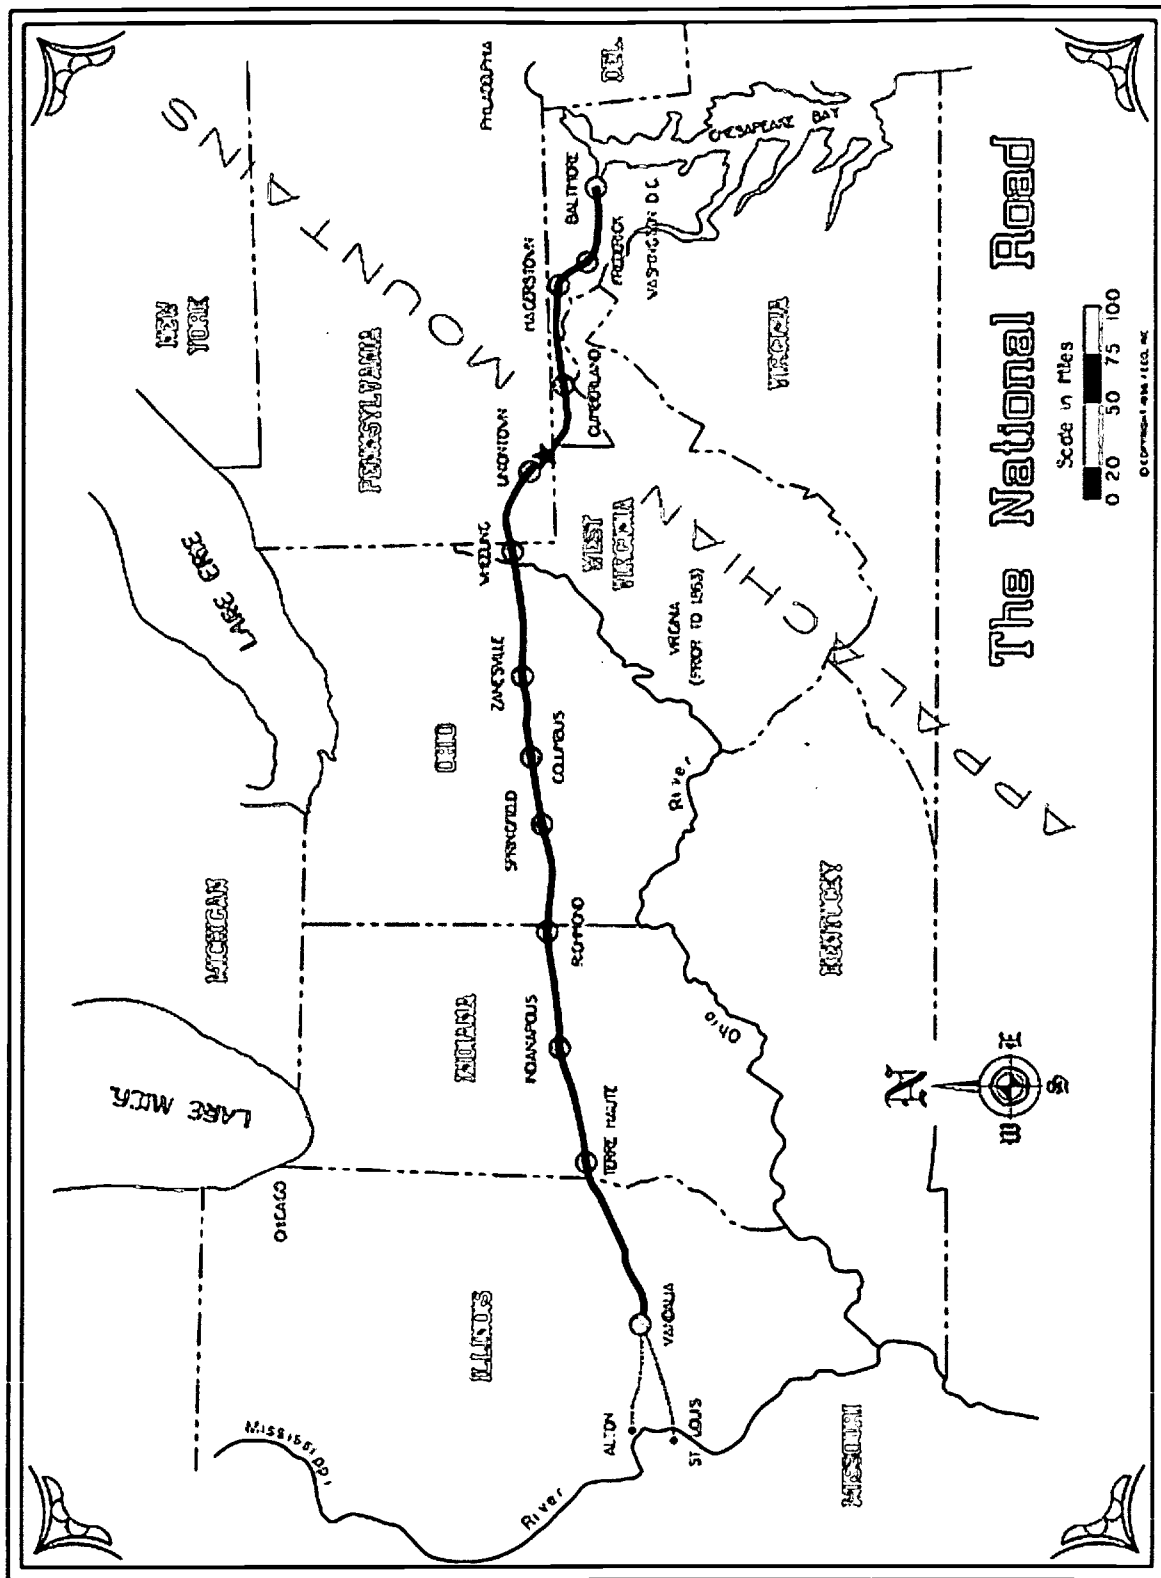 The National Road
Scale in Miles
0 20 50 75 100
N
W
E
S
APPALACHIAN
MOUNTAINS
LAKE MICH.
LAKE ERIE
MICHIGAN
NEW
YORK
PENNSYLVANIA
PHILADELPHIA
DEL.
CHICAGO
ILLINOIS
INDIANA
OHIO
WEST
VIRGINIA
VIRGINIA
(PRIOR TO 1863)
VIRGINIA
KENTUCKY
MISSOURI
Mississippi
River
Ohio
River
CHESAPEAKE BAY
ALTON
ST. LOUIS
VANDALIA
TERRE HAUTE
INDIANAPOLIS
RICHMOND
SPRINGFIELD
COLUMBUS
ZANESVILLE
WHEELING
UNIONTOWN
CUMBERLAND
HAGERSTOWN
FREDERICK
BALTIMORE
WASHINGTON D.C.